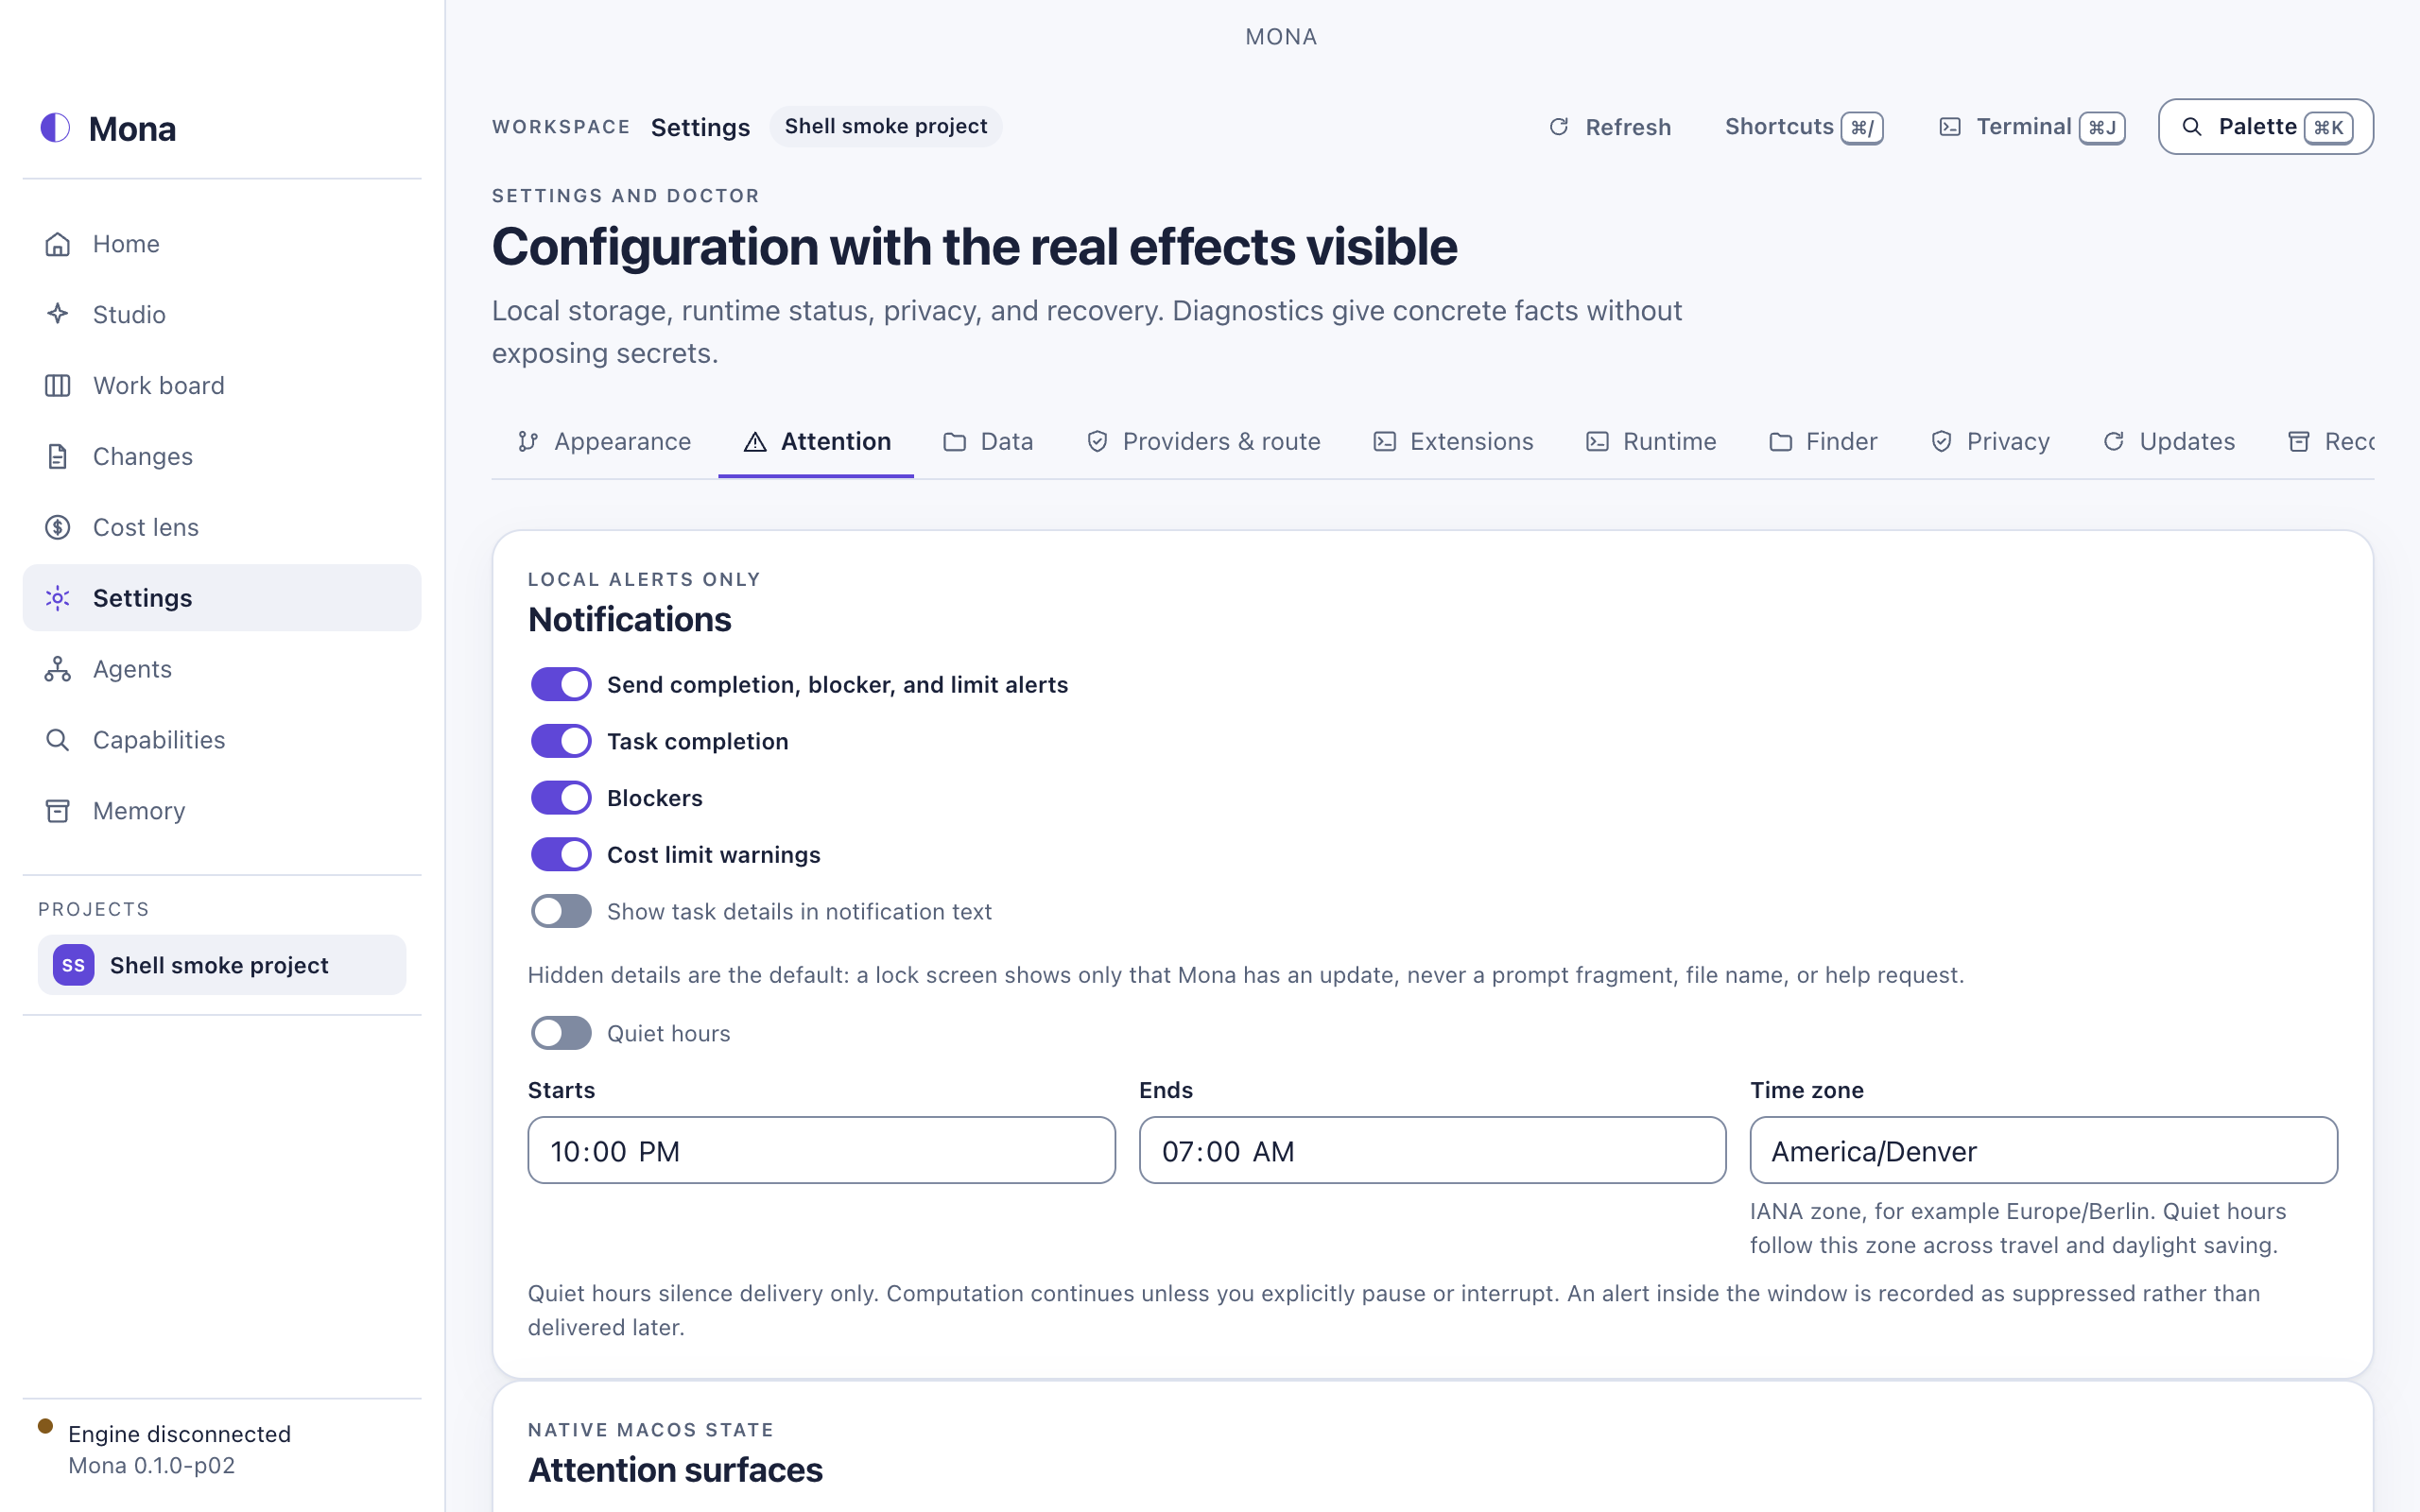 MONA
Mona
Home
Studio
Work board
Changes
Cost lens
Settings
Agents
Capabilities
Memory
PROJECTS
SS Shell smoke project
Engine disconnected
Mona 0.1.0-p02
WORKSPACE Settings Shell smoke project Refresh Shortcuts ⌘/ Terminal ⌘J Palette ⌘K
SETTINGS AND DOCTOR
Configuration with the real effects visible
Local storage, runtime status, privacy, and recovery. Diagnostics give concrete facts without
exposing secrets.
Appearance Attention Data Providers & route Extensions Runtime Finder Privacy Updates
LOCAL ALERTS ONLY
Notifications
Send completion, blocker, and limit alerts
Task completion
Blockers
Cost limit warnings
Show task details in notification text
Hidden details are the default: a lock screen shows only that Mona has an update, never a prompt fragment, file name, or help request.
Quiet hours
Starts Ends Time zone
10:00 PM 07:00 AM America/Denver
IANA zone, for example Europe/Berlin. Quiet hours
follow this zone across travel and daylight saving.
Quiet hours silence delivery only. Computation continues unless you explicitly pause or interrupt. An alert inside the window is recorded as suppressed rather than
delivered later.
NATIVE MACOS STATE
Attention surfaces